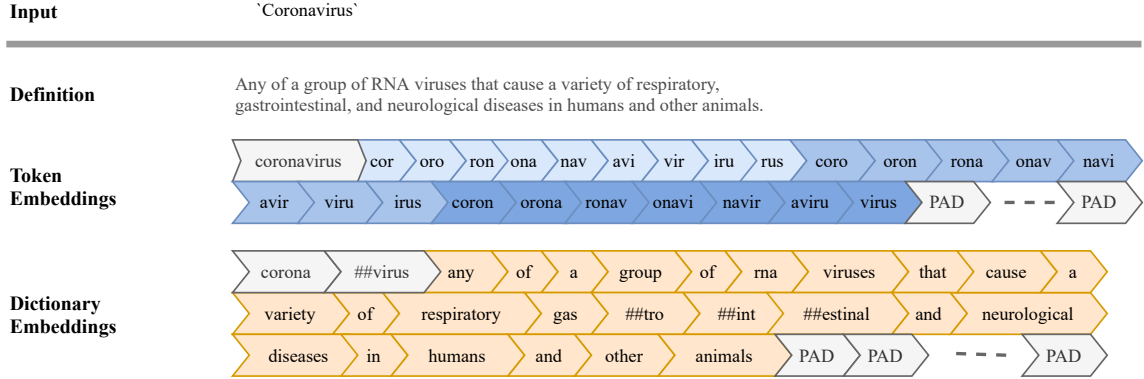 Input `Coronavirus`
Definition Any of a group of RNA viruses that cause a variety of respiratory,
gastrointestinal, and neurological diseases in humans and other animals.
Token
Embeddings
coronavirus cor oro ron ona nav avi vir iru rus coro oron rona onav navi
avir viru irus coron orona ronav onavi navir aviru virus PAD PAD
Dictionary
Embeddings
corona ##virus any of a group of rna viruses that cause a
variety of respiratory gas ##tro ##int ##estinal and neurological
diseases in humans and other animals PAD PAD PAD